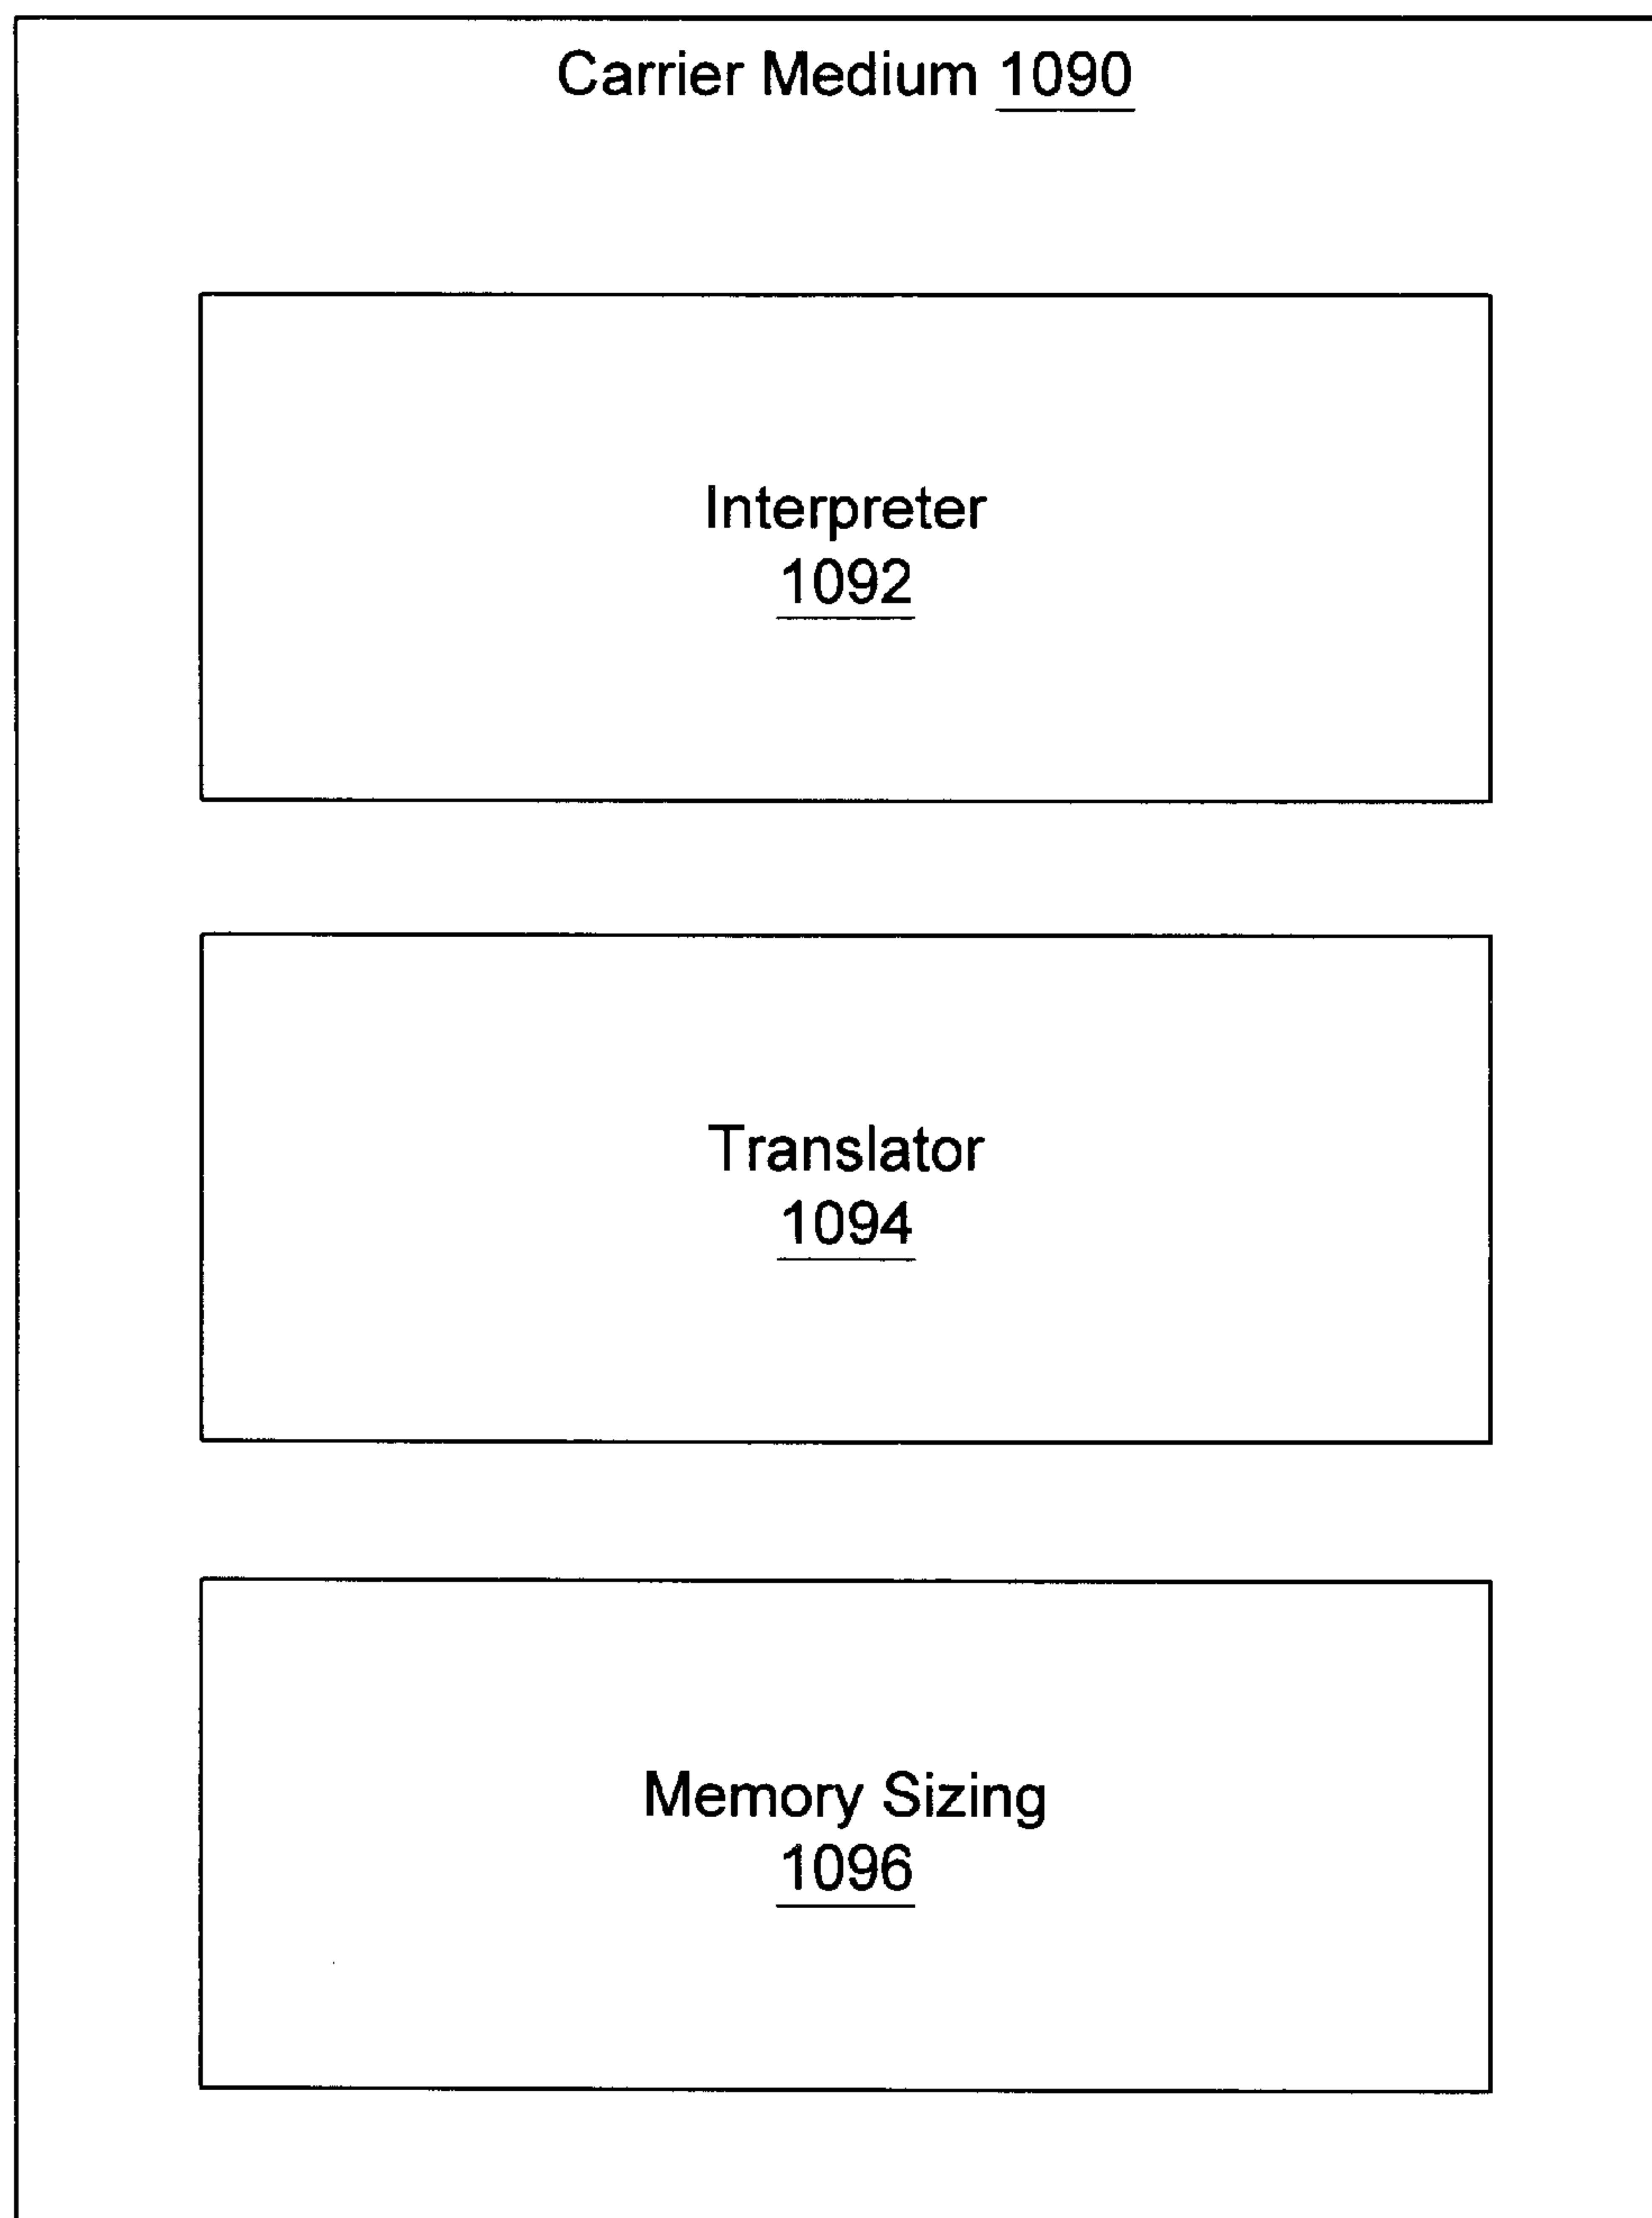 Carrier Medium 1090
Interpreter
1092
Translator
1094
Memory Sizing
1096